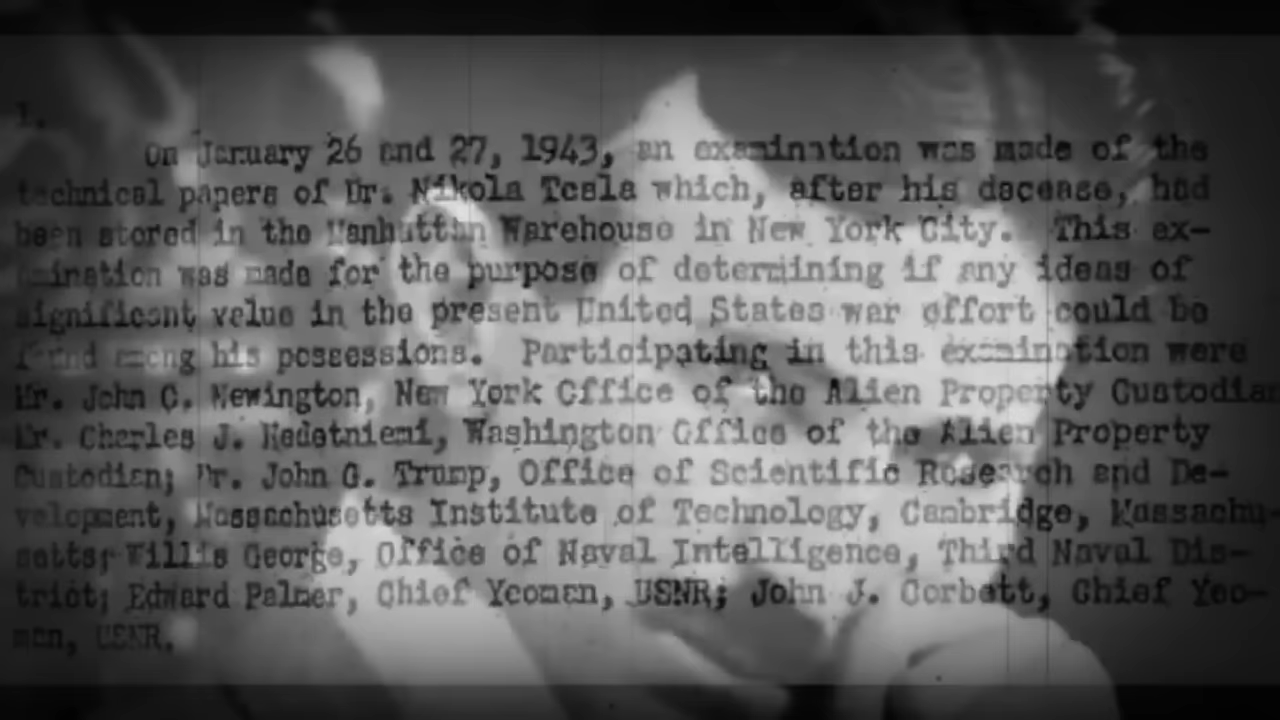 1.
On January 26 and 27, 1943, an examination was made of the
technical papers of Dr. Nikola Tesla which, after his decease, had
been stored in the Manhattan Warehouse in New York City. This ex-
amination was made for the purpose of determining if any ideas of
significant value in the present United States war effort could be
found among his possessions. Participating in this examination were
Mr. John C. Newington, New York Office of the Alien Property Custodian
Mr. Charles J. Hedetniemi, Washington Office of the Alien Property
Custodian; Dr. John G. Trump, Office of Scientific Research and De-
velopment, Massachusetts Institute of Technology, Cambridge, Massachu-
setts; Willis George, Office of Naval Intelligence, Third Naval Dis-
trict; Edward Palmer, Chief Yeoman, USNR; John J. Corbett, Chief Yeo-
man, USNR.